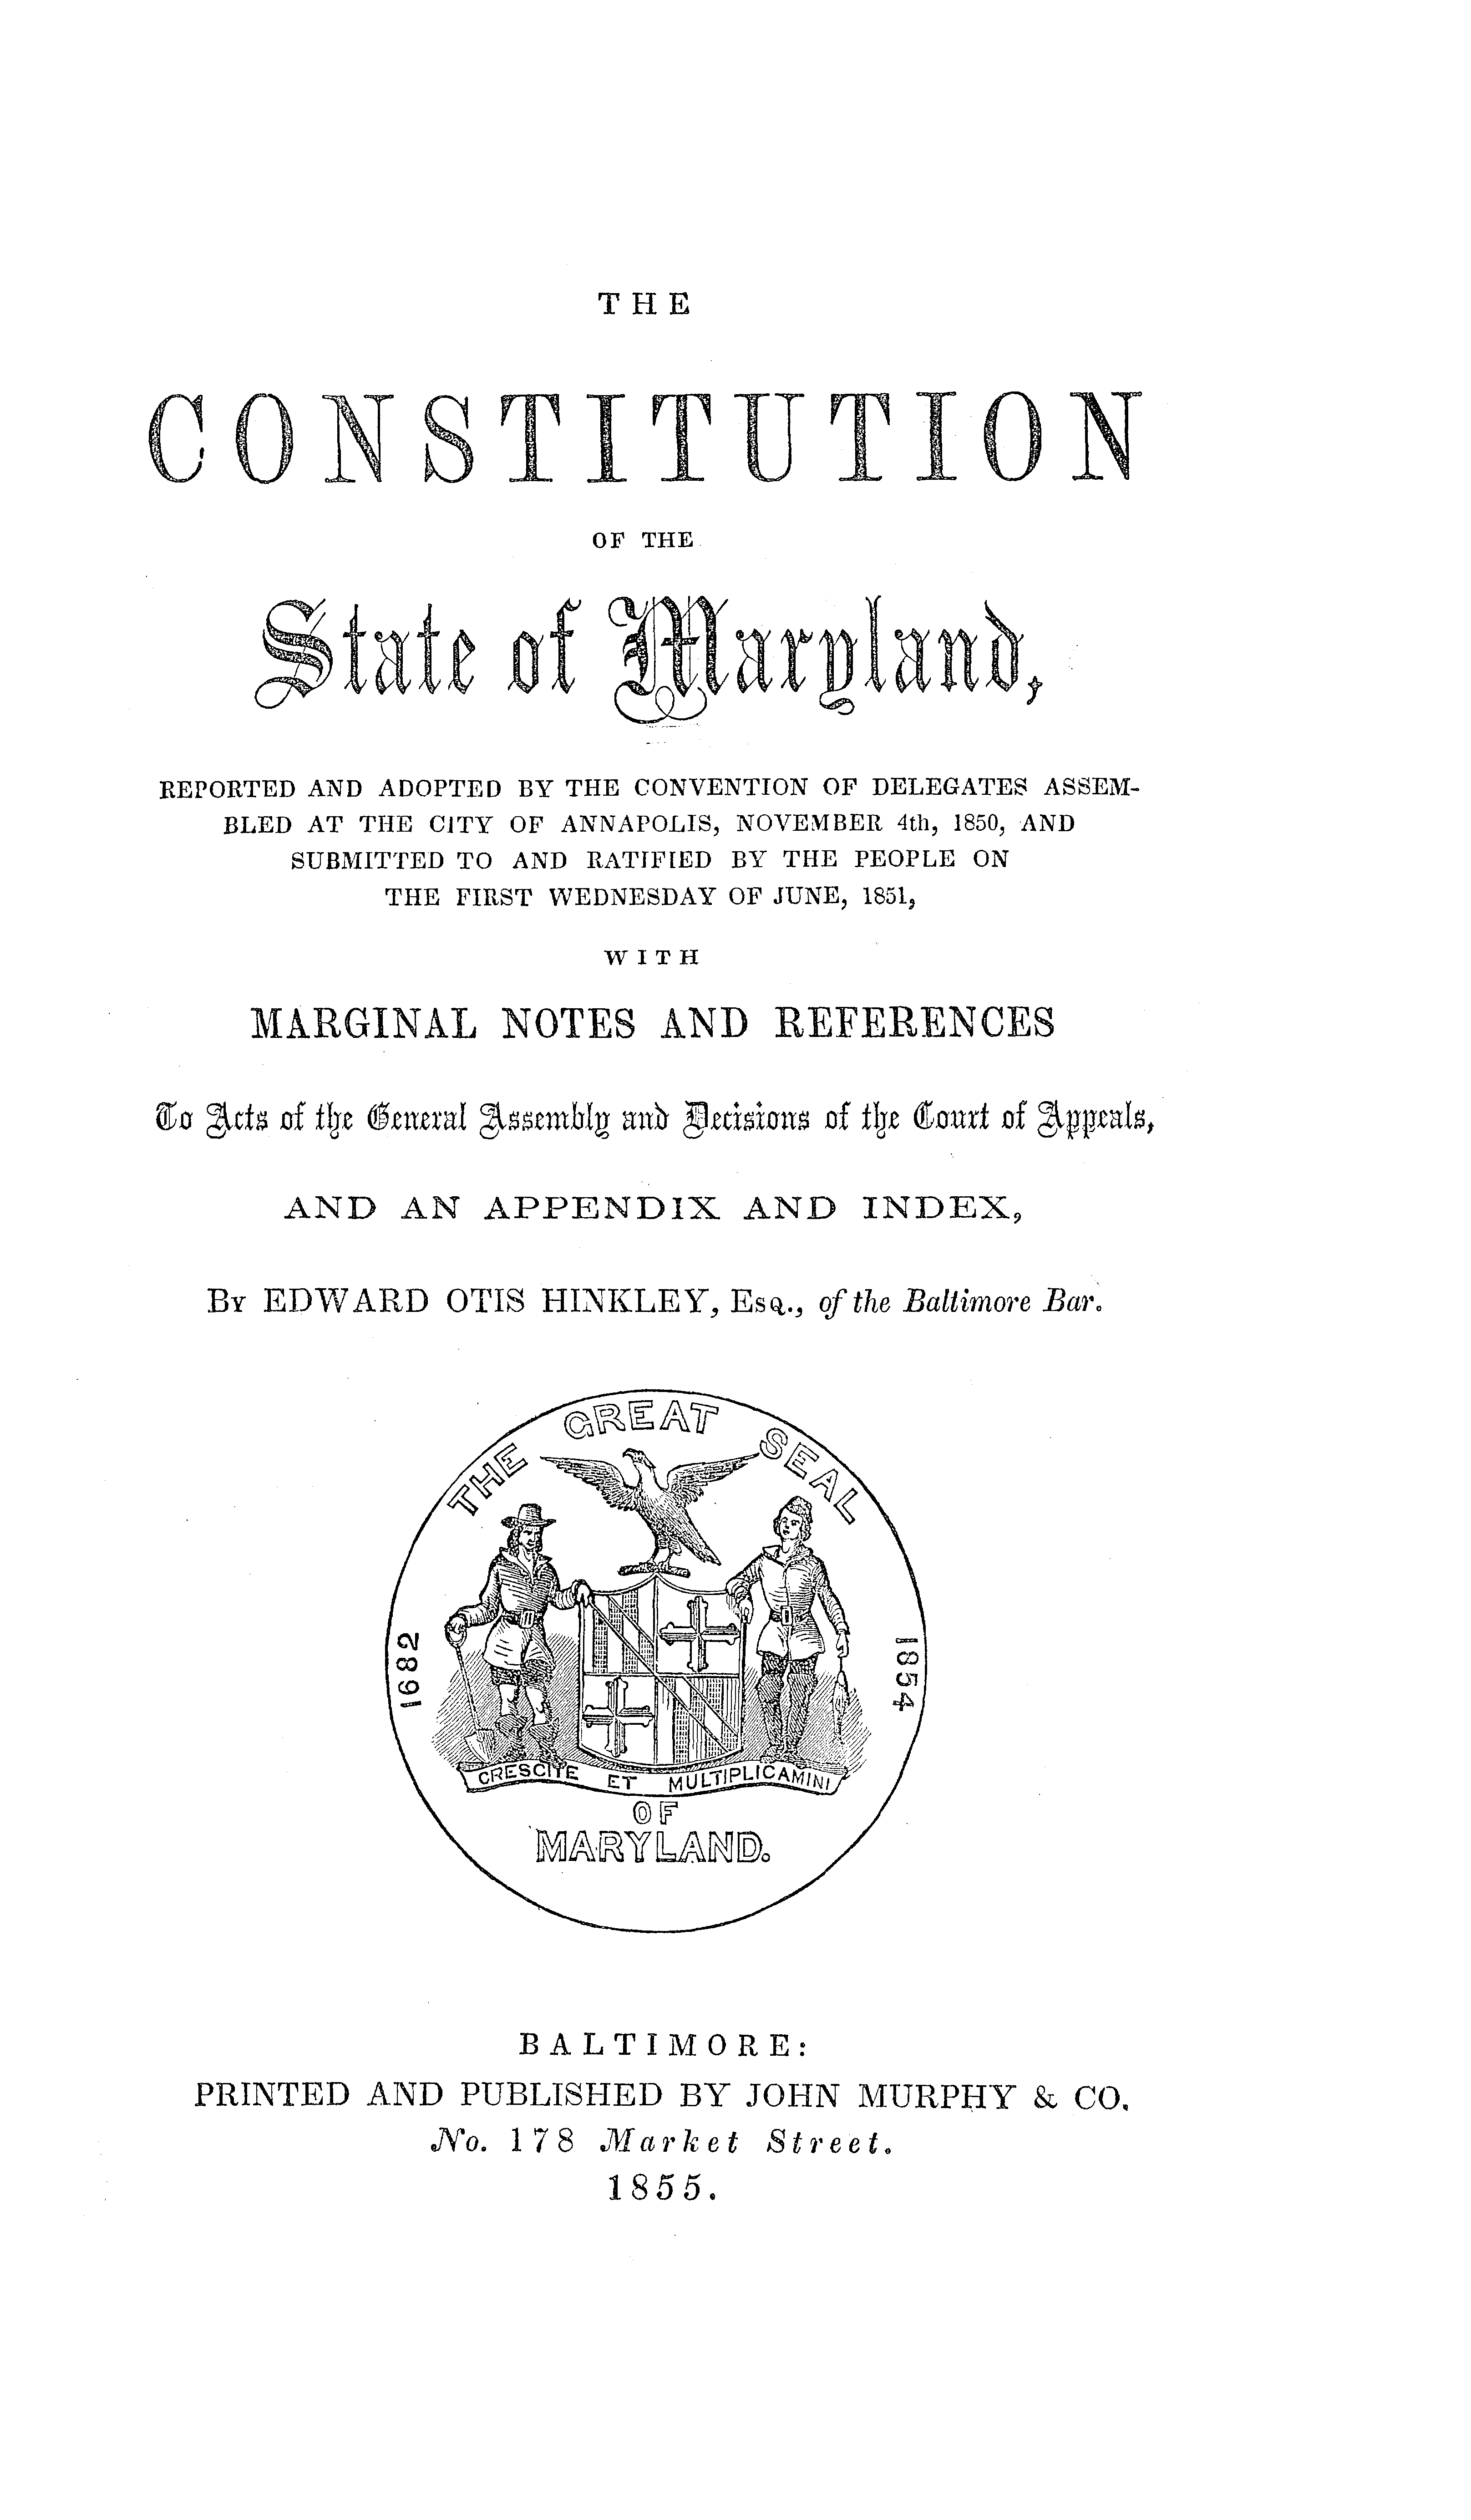 THE
CONSTITUTION
OF THE
State of Maryland,
REPORTED AND ADOPTED BY THE CONVENTION OF DELEGATES ASSEM-
BLED AT THE CITY OF ANNAPOLIS, NOVEMBER 4th, 1850, AND
SUBMITTED TO AND RATIFIED BY THE PEOPLE ON
THE FIRST WEDNESDAY OF JUNE, 1851,
WITH
MARGINAL NOTES AND REFERENCES
To Acts of the General Assembly and Decisions of the Court of Appeals,
AND AN APPENDIX AND INDEX,
By EDWARD OTIS HINKLEY, Esq., of the Baltimore Bar.
THE GREAT SEAL
1682
1854
CRESCITE ET MULTIPLICAMINI
OF
MARYLAND.
BALTIMORE:
PRINTED AND PUBLISHED BY JOHN MURPHY & CO.
No. 178 Market Street.
1855.